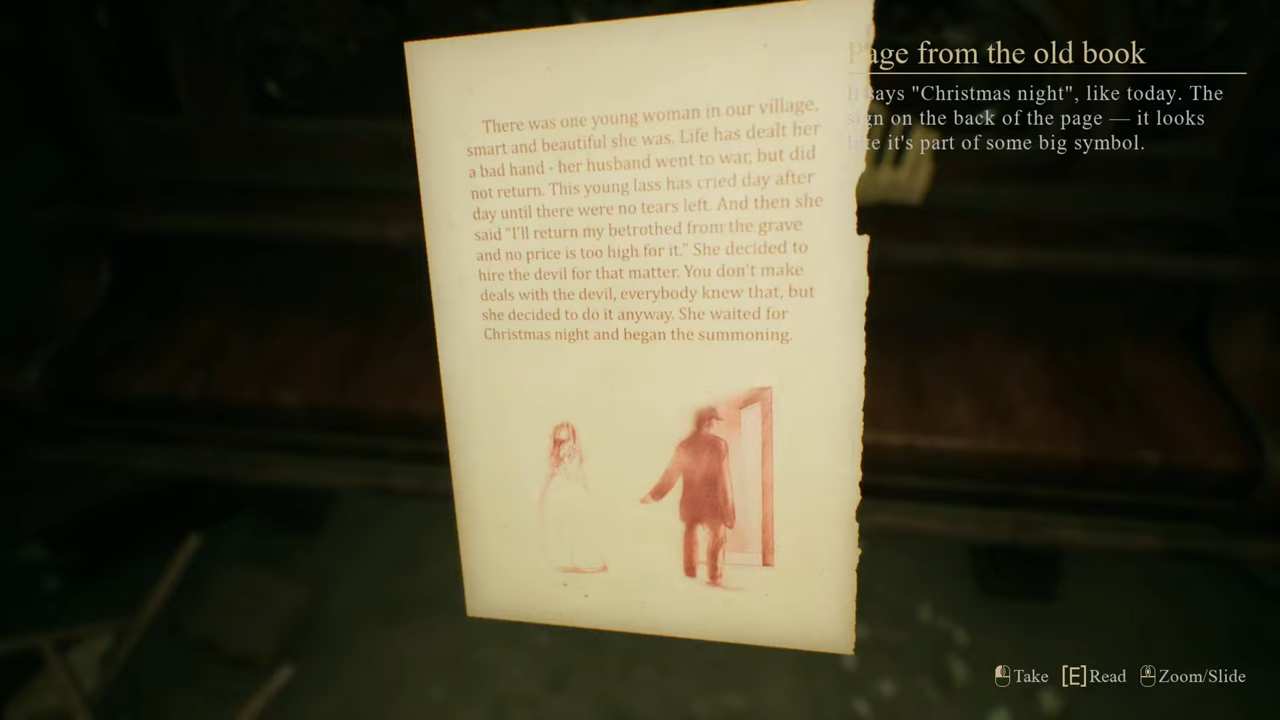 There was one young woman in our village,
smart and beautiful she was. Life has dealt her
a bad hand - her husband went to war, but did
not return. This young lass has cried day after
day until there were no tears left. And then she
said "I'll return my betrothed from the grave
and no price is too high for it." She decided to
hire the devil for that matter. You don't make
deals with the devil, everybody knew that, but
she decided to do it anyway. She waited for
Christmas night and began the summoning.
Page from the old book
It says "Christmas night", like today. The
sign on the back of the page — it looks
like it's part of some big symbol.
Take [E] Read Zoom/Slide